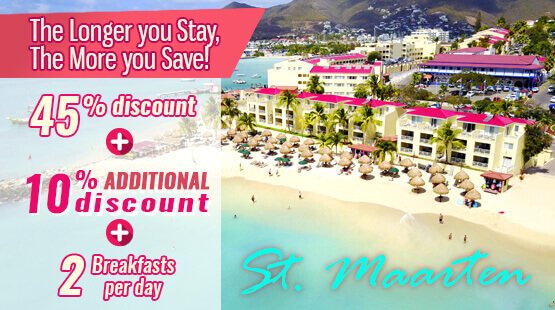 The Longer you Stay,
The More you Save!
45% discount
+
10% ADDITIONAL
discount
+
2 Breakfasts
per day
St. Maarten